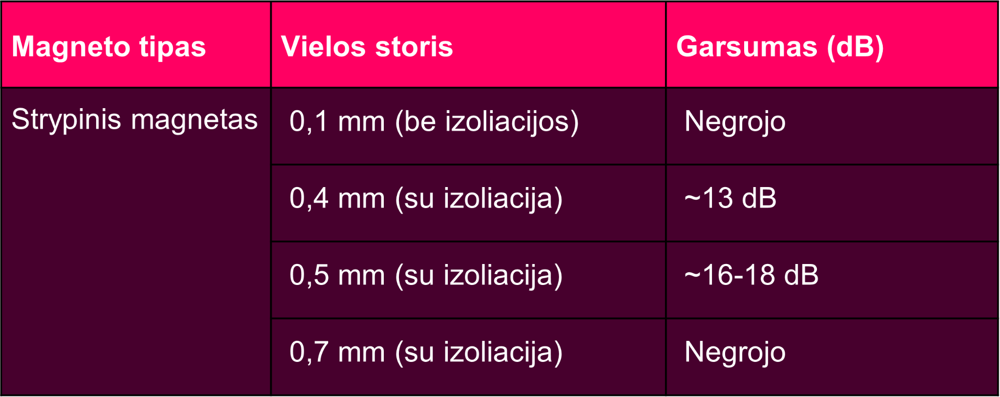 Magneto tipas Vielos storis Garsumas (dB)
Strypinis magnetas 0,1 mm (be izoliacijos) Negrojo
0,4 mm (su izoliacija) ~13 dB
0,5 mm (su izoliacija) ~16-18 dB
0,7 mm (su izoliacija) Negrojo